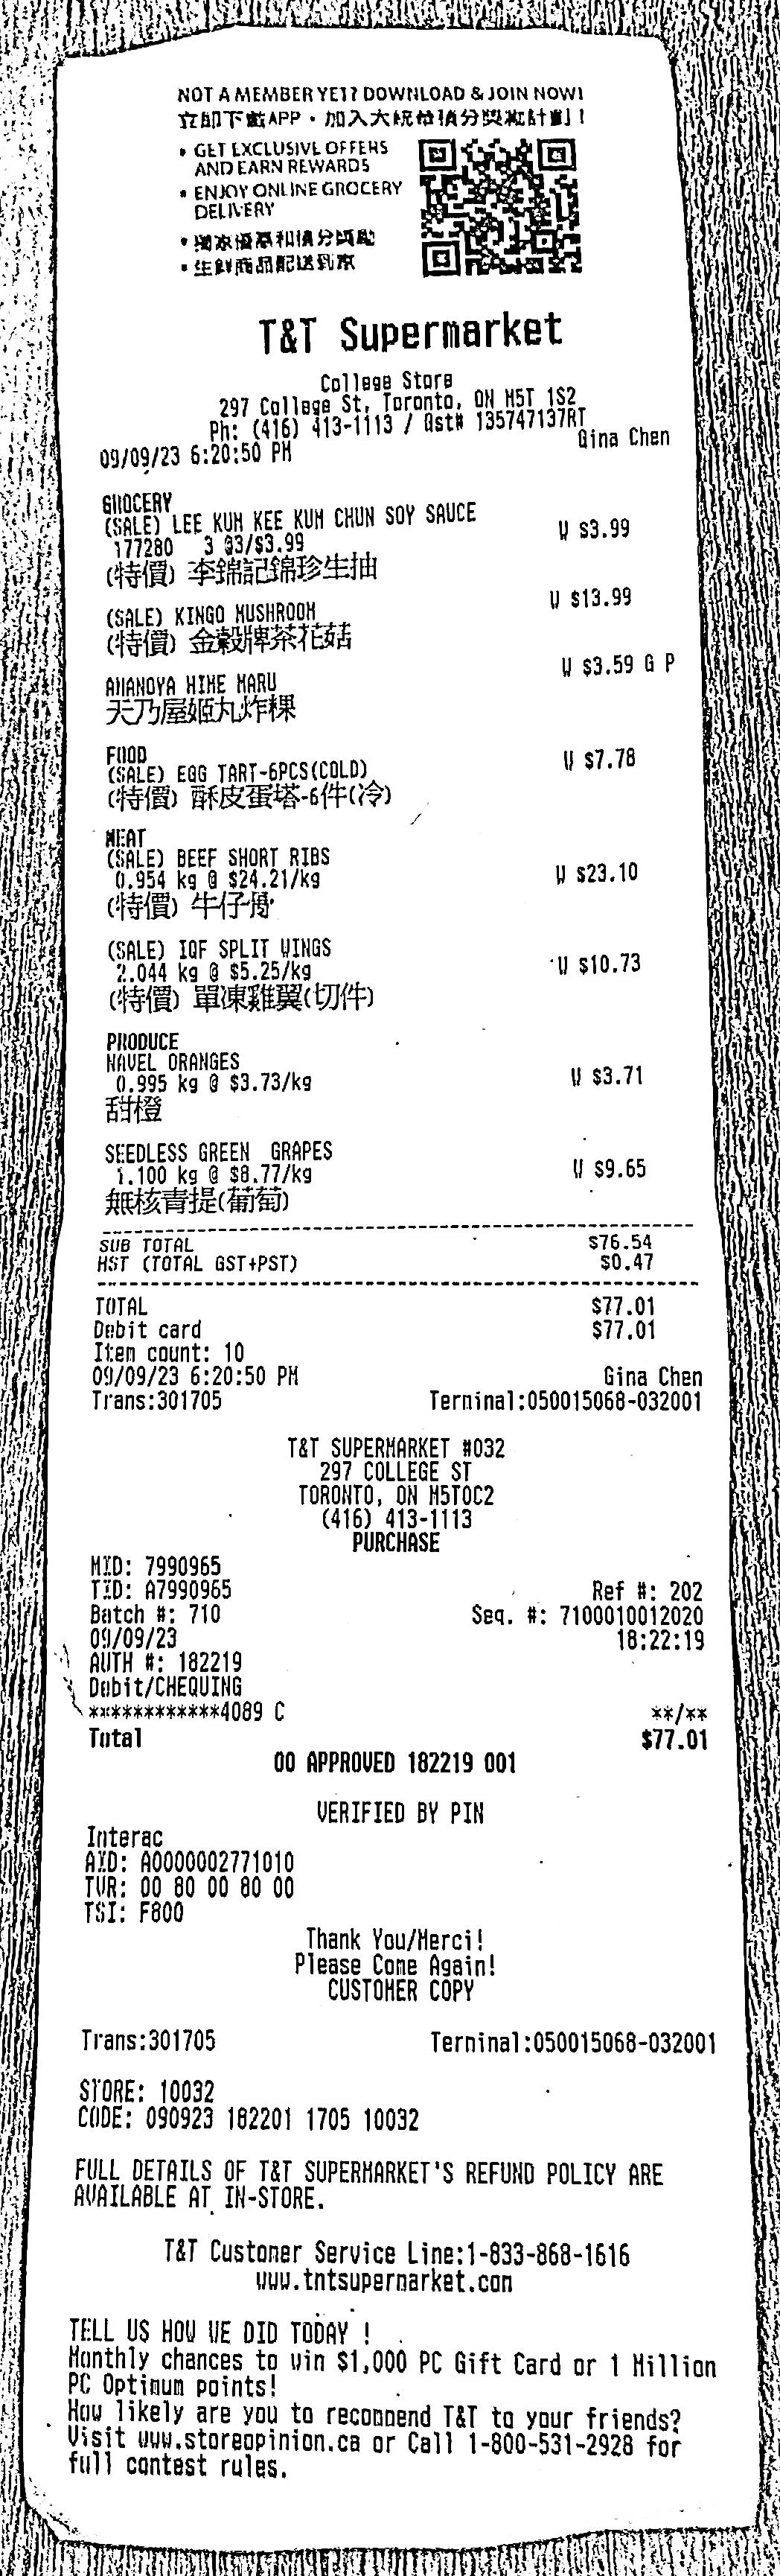 NOT A MEMBER YET? DOWNLOAD & JOIN NOW!
立即下載APP，加入大統華積分獎勵計劃！
• GET EXCLUSIVE OFFERS
AND EARN REWARDS
• ENJOY ONLINE GROCERY
DELIVERY
• 獨家優惠和積分獎勵
• 生鮮商品配送到家
T&T Supermarket
College Store
297 College St, Toronto, ON M5T 1S2
Ph: (416) 413-1113 / Gst# 135747137RT
09/09/23 6:20:50 PM Gina Chen
GROCERY
(SALE) LEE KUM KEE KUM CHUN SOY SAUCE W $3.99
177280 3 @3/$3.99
(特價) 李錦記錦珍生抽
(SALE) KINGO MUSHROOM W $13.99
(特價) 金穀牌茶花菇
AMANOYA HIME MARU W $3.59 G P
天乃屋姬丸炸粿
FOOD
(SALE) EGG TART-6PCS(COLD) W $7.78
(特價) 酥皮蛋塔-6件(冷)
MEAT
(SALE) BEEF SHORT RIBS W $23.10
0.954 kg @ $24.21/kg
(特價) 牛仔骨
(SALE) IQF SPLIT WINGS W $10.73
2.044 kg @ $5.25/kg
(特價) 單凍雞翼(切件)
PRODUCE
NAVEL ORANGES W $3.71
0.995 kg @ $3.73/kg
甜橙
SEEDLESS GREEN GRAPES W $9.65
1.100 kg @ $8.77/kg
無核青提(葡萄)
SUB TOTAL $76.54
HST (TOTAL GST+PST) $0.47
TOTAL $77.01
Debit card $77.01
Item count: 10
09/09/23 6:20:50 PM Gina Chen
Trans:301705 Terminal:050015068-032001
T&T SUPERMARKET #032
297 COLLEGE ST
TORONTO, ON M5T0C2
(416) 413-1113
PURCHASE
MID: 7990965
TID: A7990965 Ref #: 202
Batch #: 710 Seq. #: 7100010012020
09/09/23 18:22:19
AUTH #: 182219
Debit/CHEQUING
************4089 C **/**
Total $77.01
00 APPROVED 182219 001
VERIFIED BY PIN
Interac
AID: A0000002771010
TVR: 00 80 00 80 00
TSI: F800
Thank You/Merci!
Please Come Again!
CUSTOMER COPY
Trans:301705 Terminal:050015068-032001
STORE: 10032
CODE: 090923 182201 1705 10032
FULL DETAILS OF T&T SUPERMARKET'S REFUND POLICY ARE
AVAILABLE AT IN-STORE.
T&T Customer Service Line:1-833-868-1616
www.tntsupermarket.com
TELL US HOW WE DID TODAY !
Monthly chances to win $1,000 PC Gift Card or 1 Million
PC Optimum points!
How likely are you to recommend T&T to your friends?
Visit www.storeopinion.ca or Call 1-800-531-2928 for
full contest rules.